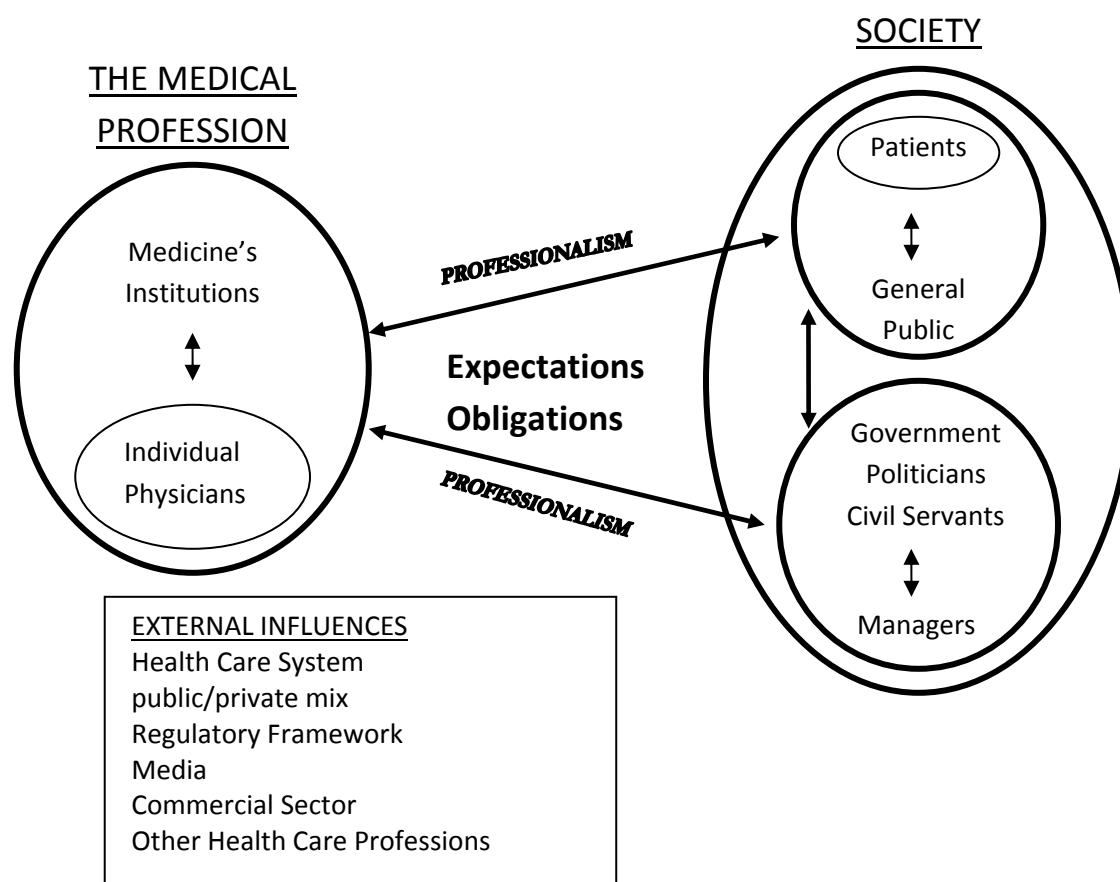 THE MEDICAL
PROFESSION
Medicine’s
Institutions
Individual
Physicians
PROFESSIONALISM
Expectations
Obligations
PROFESSIONALISM
SOCIETY
Patients
General
Public
Government
Politicians
Civil Servants
Managers
EXTERNAL INFLUENCES
Health Care System
public/private mix
Regulatory Framework
Media
Commercial Sector
Other Health Care Professions